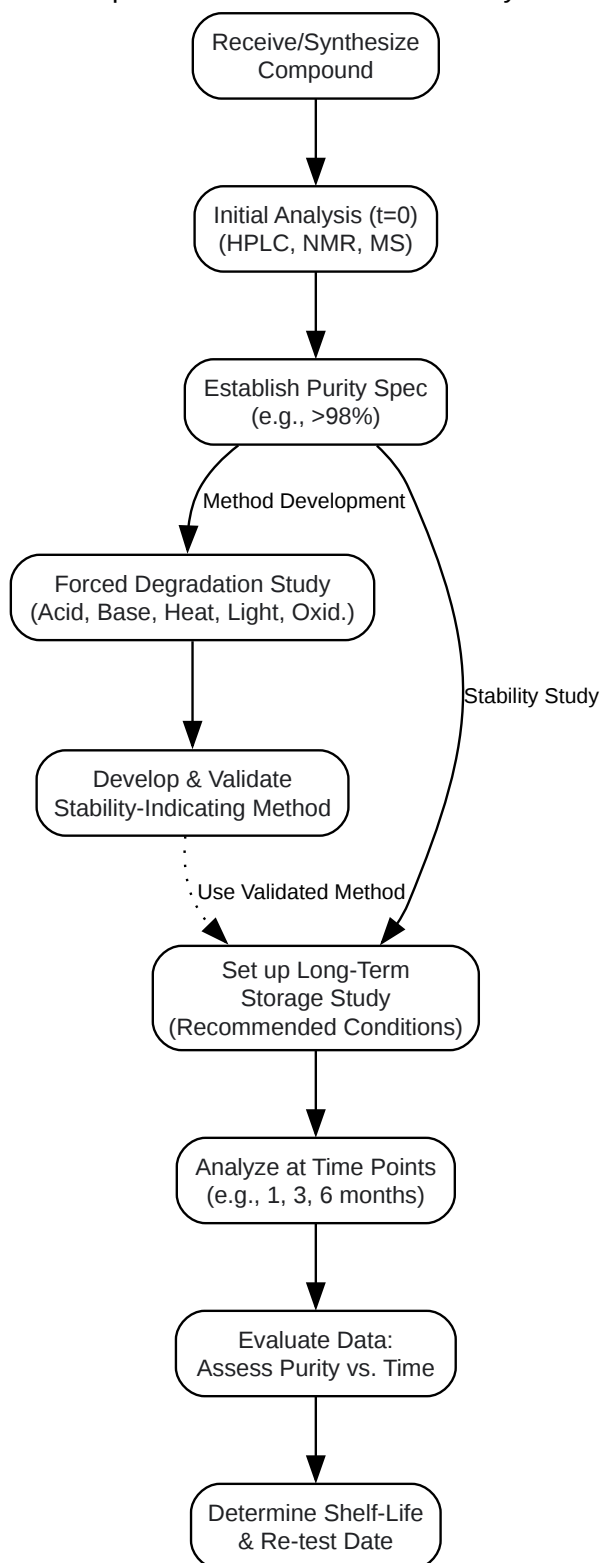 Receive/Synthesize
Compound
Initial Analysis (t=0)
(HPLC, NMR, MS)
Establish Purity Spec
(e.g., >98%)
Method Development
Forced Degradation Study
(Acid, Base, Heat, Light, Oxid.)
Stability Study
Develop & Validate
Stability-Indicating Method
Use Validated Method
Set up Long-Term
Storage Study
(Recommended Conditions)
Analyze at Time Points
(e.g., 1, 3, 6 months)
Evaluate Data:
Assess Purity vs. Time
Determine Shelf-Life
& Re-test Date